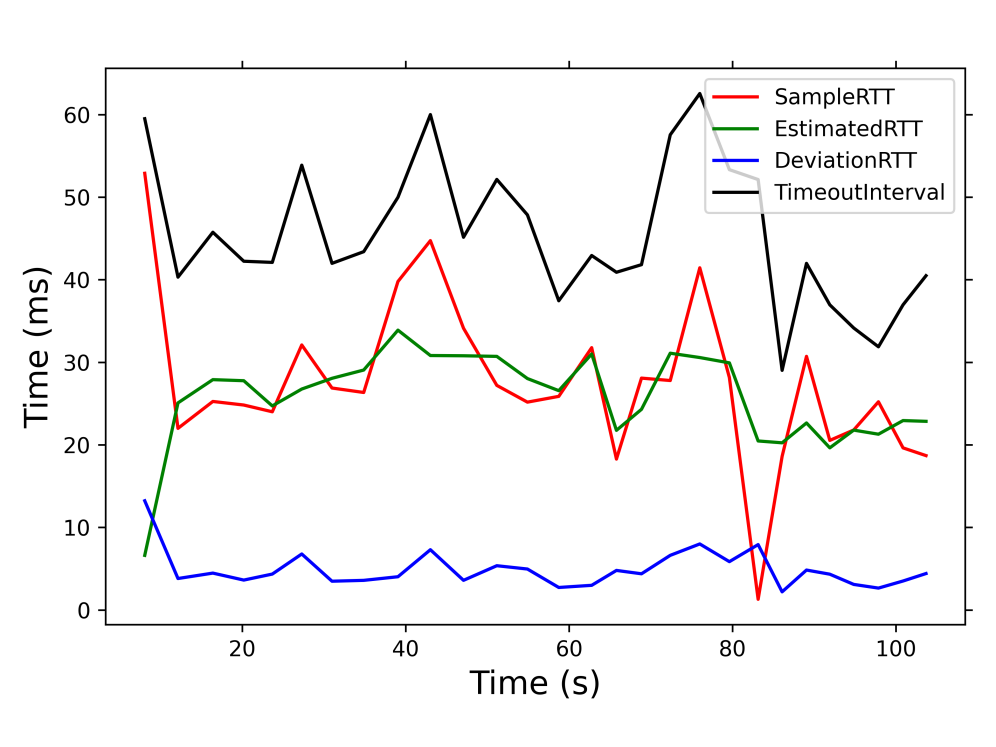 SampleRTT
EstimatedRTT
DeviationRTT
TimeoutInterval
60
50
40
30
20
10
0
Time (ms)
20 40 60 80 100
Time (s)